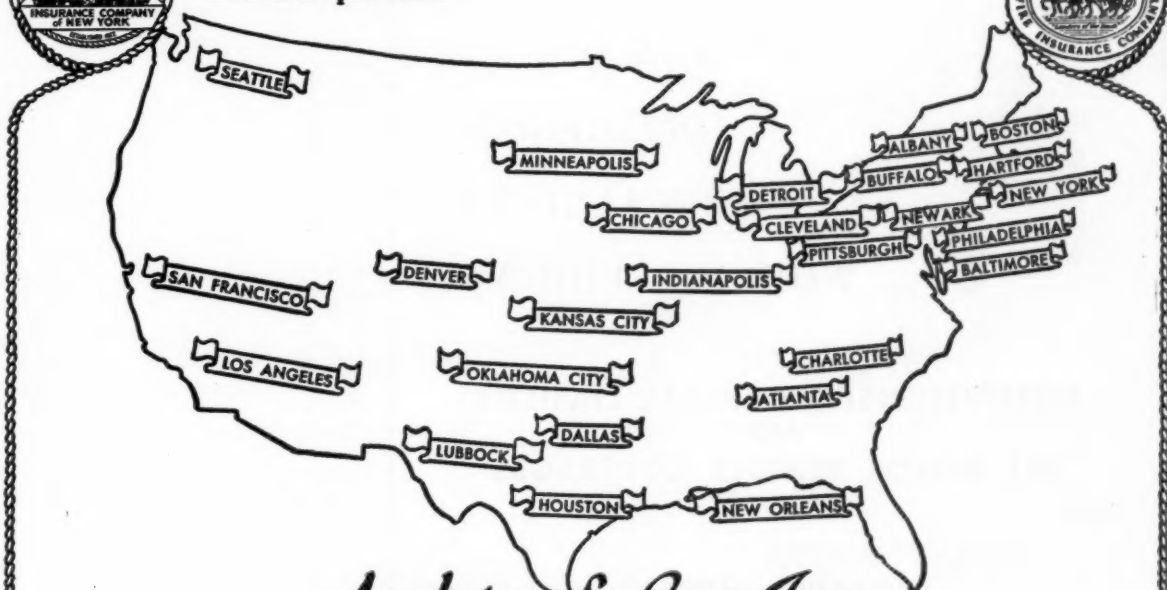 INSURANCE COMPANY
of NEW YORK
FIRE INSURANCE COMPANY
SEATTLE
MINNEAPOLIS
ALBANY
BOSTON
BUFFALO
HARTFORD
DETROIT
NEW YORK
CHICAGO
CLEVELAND
NEWARK
PITTSBURGH
PHILADELPHIA
BALTIMORE
SAN FRANCISCO
DENVER
INDIANAPOLIS
KANSAS CITY
LOS ANGELES
OKLAHOMA CITY
CHARLOTTE
ATLANTA
DALLAS
LUBBOCK
HOUSTON
NEW ORLEANS